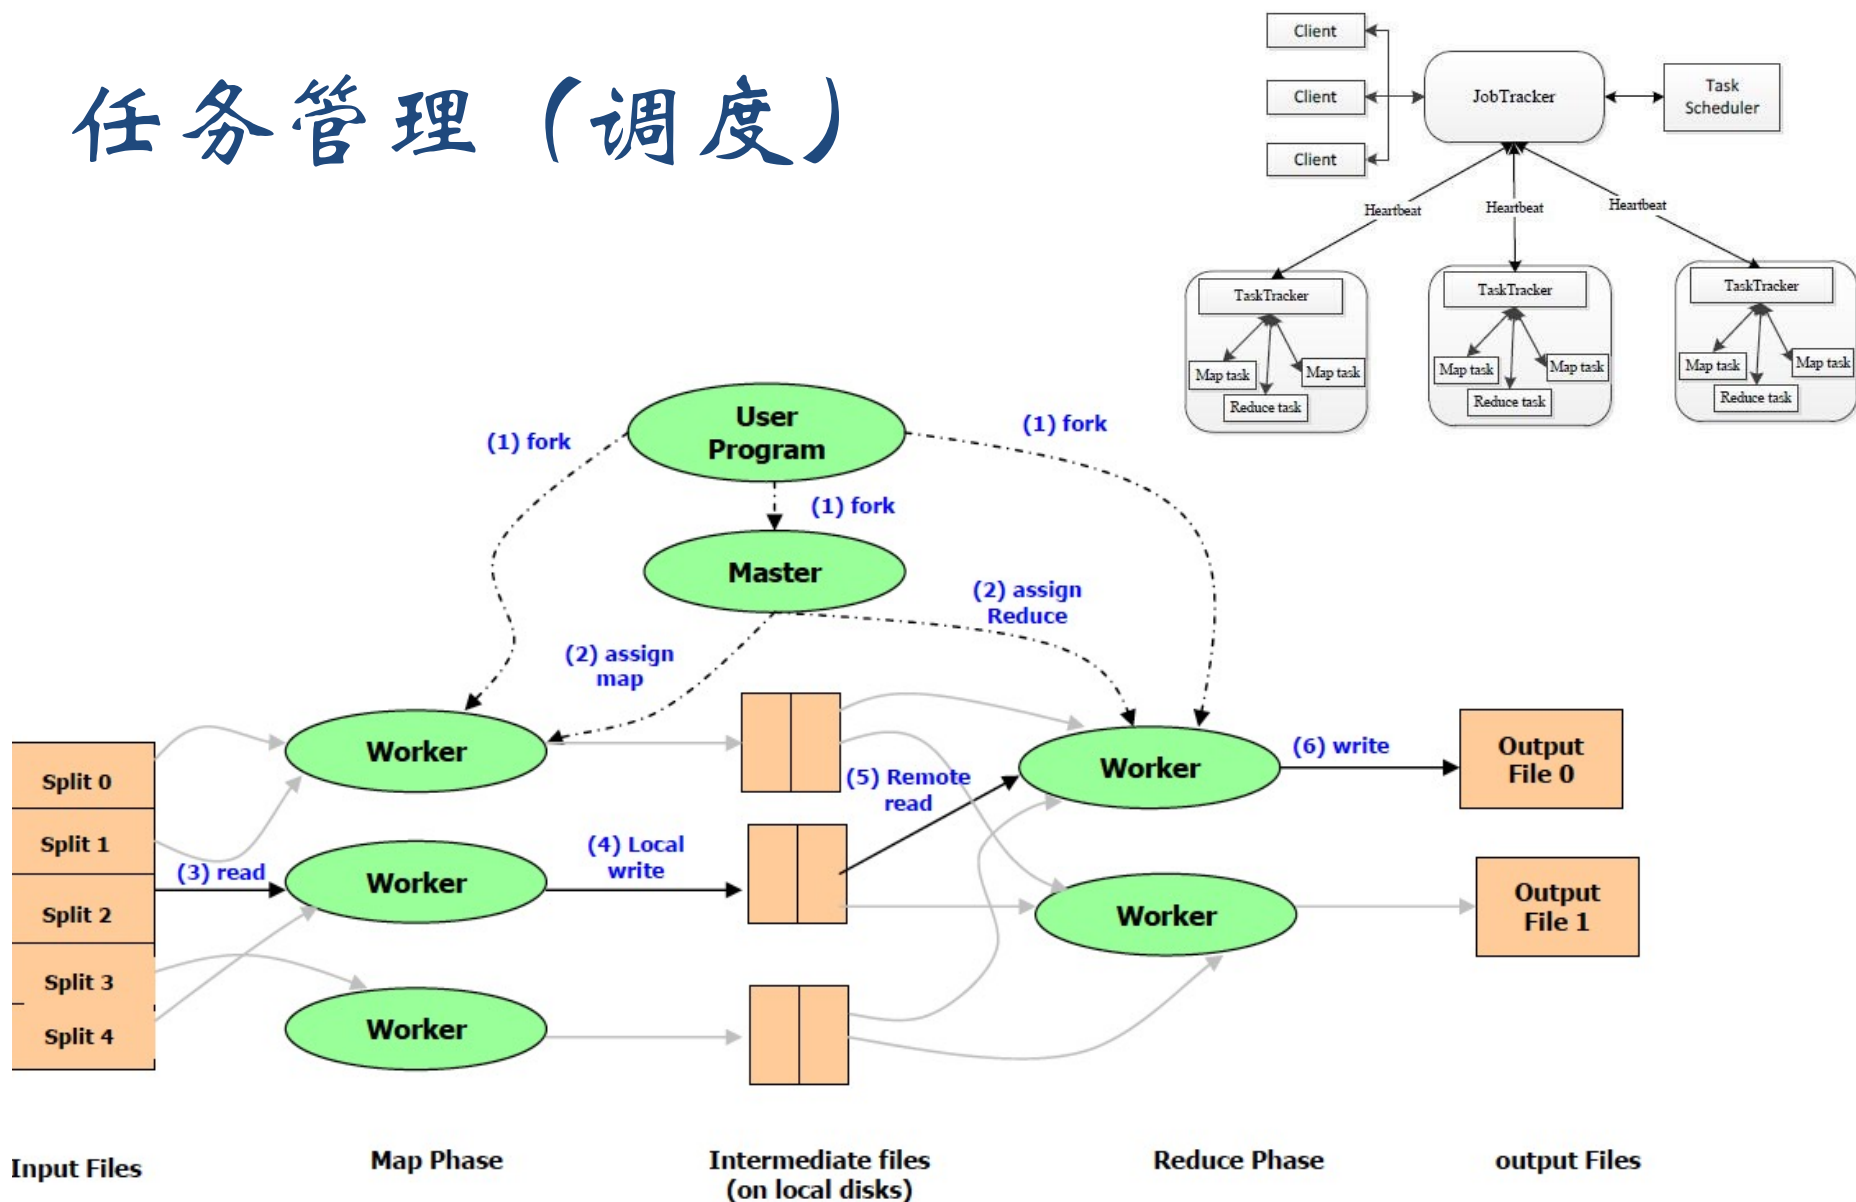 任务管理（调度）
Client
Client
Client
JobTracker
Task
Scheduler
Heartbeat
Heartbeat
Heartbeat
TaskTracker
Map task
Map task
Reduce task
TaskTracker
Map task
Map task
Reduce task
TaskTracker
Map task
Map task
Reduce task
User
Program
(1) fork
(1) fork
(1) fork
Master
(2) assign
map
(2) assign
Reduce
Split 0
Split 1
Split 2
Split 3
Split 4
(3) read
Worker
Worker
Worker
(4) Local
write
(5) Remote
read
Worker
Worker
(6) write
Output
File 0
Output
File 1
Input Files
Map Phase
Intermediate files
(on local disks)
Reduce Phase
output Files